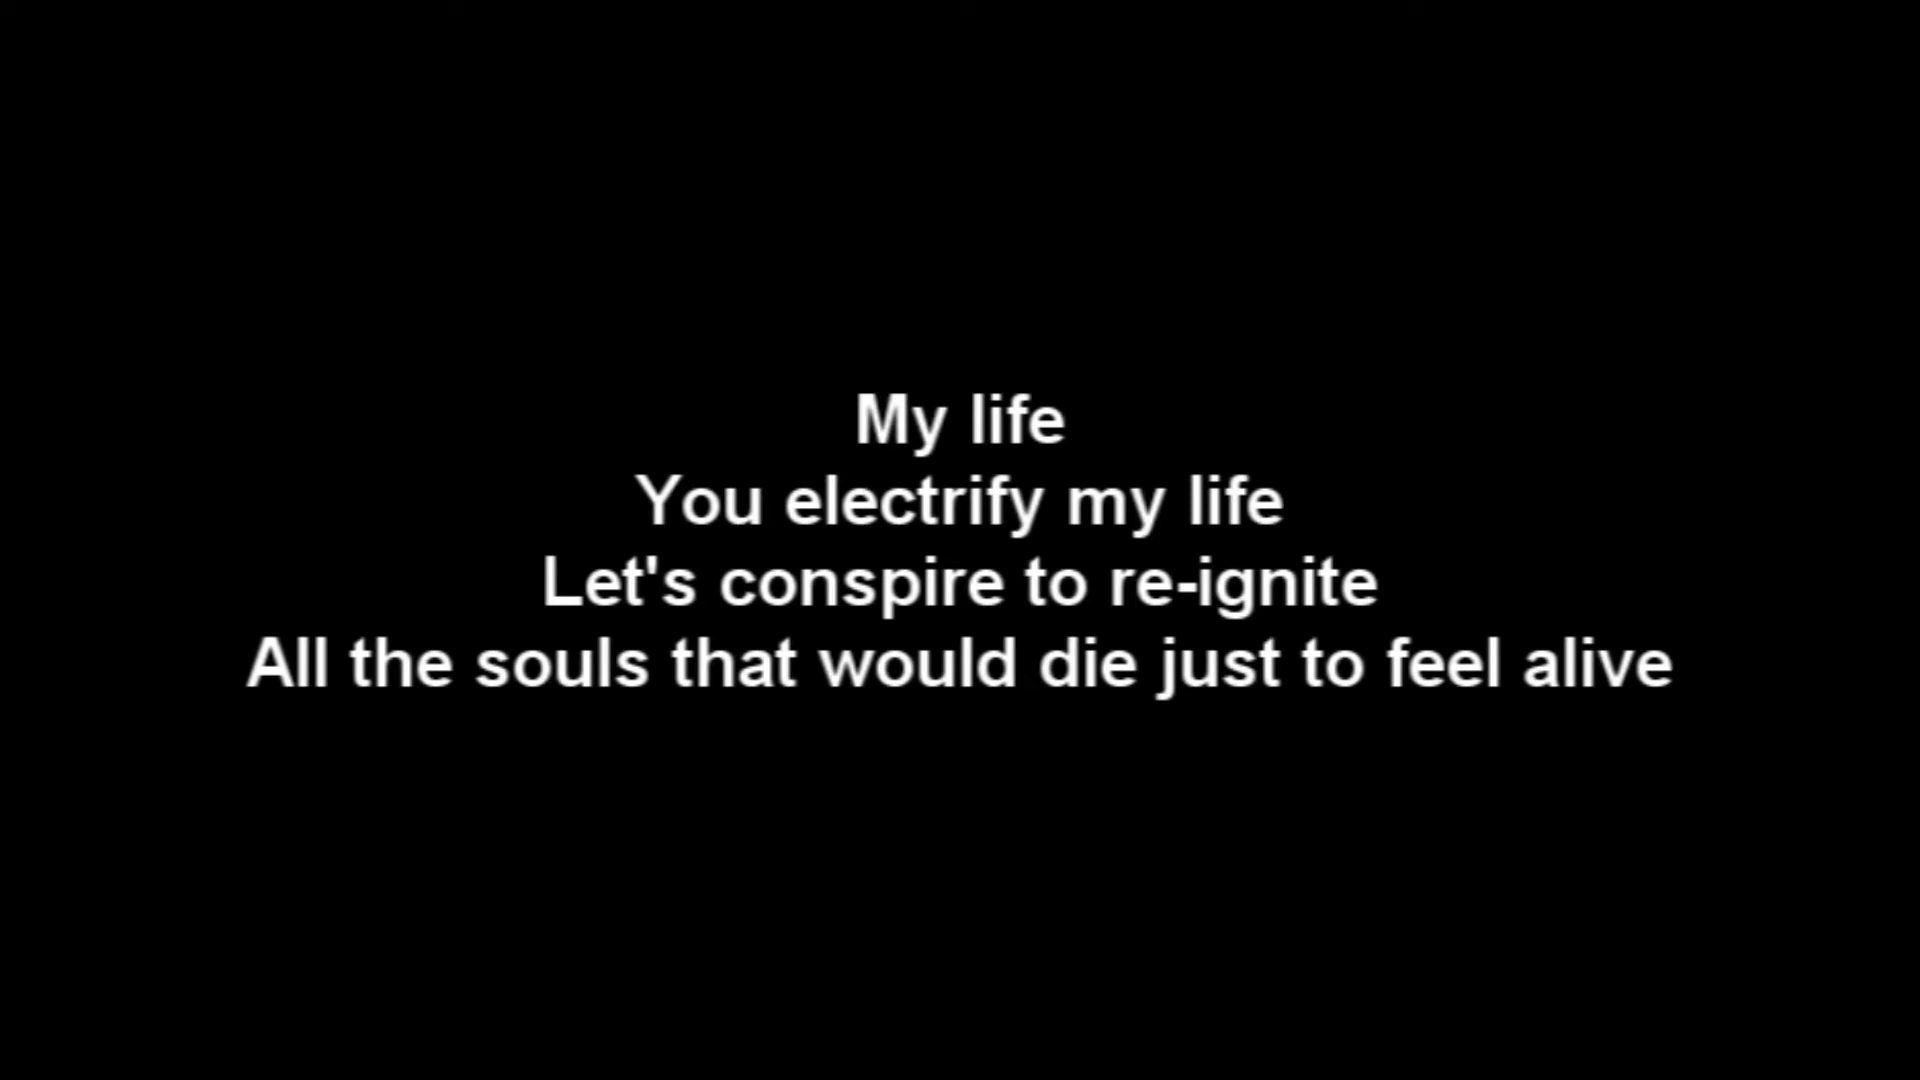 My life
You electrify my life
Let's conspire to re-ignite
All the souls that would die just to feel alive